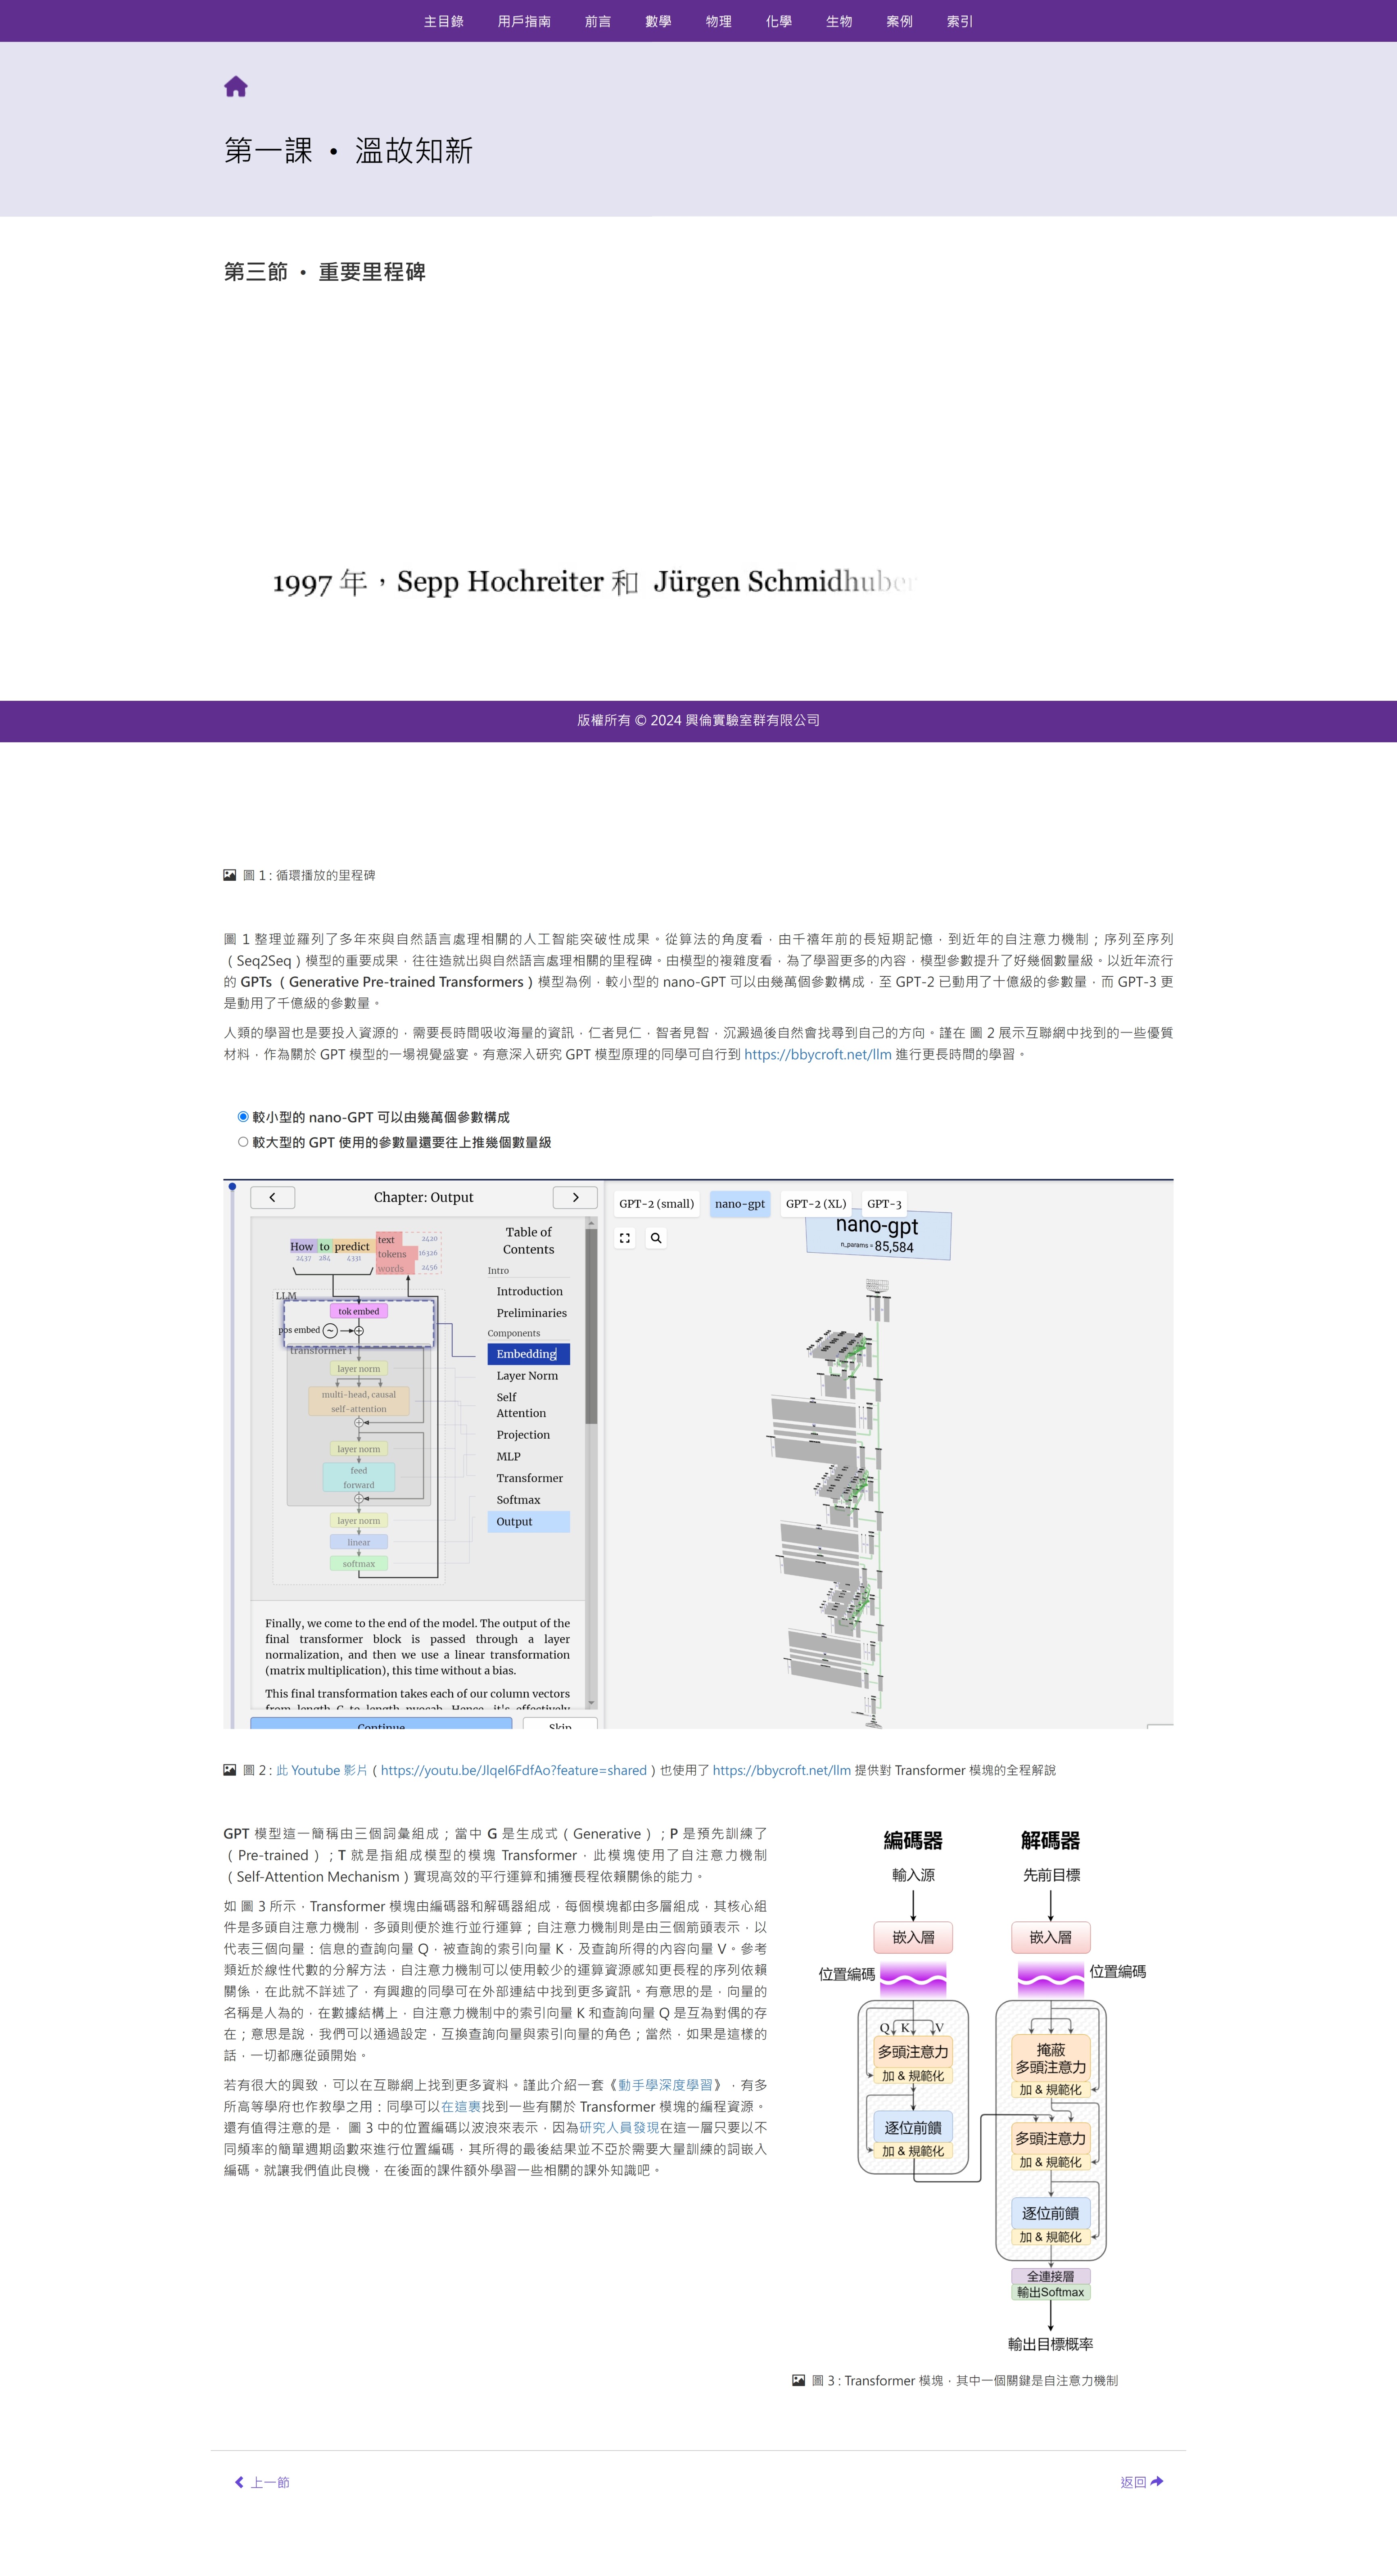 主目錄 用戶指南 前言 數學 物理 化學 生物 案例 索引
第一課 • 溫故知新
第三節 • 重要里程碑
1997 年，Sepp Hochreiter 和 Jürgen Schmidhuber
版權所有 © 2024 興倫實驗室群有限公司
圖 1 : 循環播放的里程碑
圖 1 整理並羅列了多年來與自然語言處理相關的人工智能突破性成果。從算法的角度看，由千禧年前的長短期記憶，到近年的自注意力機制；序列至序列
（Seq2Seq）模型的重要成果，往往造就出與自然語言處理相關的里程碑。由模型的複雜度看，為了學習更多的內容，模型參數提升了好幾個數量級。以近年流行
的 GPTs （Generative Pre-trained Transformers）模型為例，較小型的 nano-GPT 可以由幾萬個參數構成，至 GPT-2 已動用了十億級的參數量，而 GPT-3 更
是動用了千億級的參數量。
人類的學習也是要投入資源的，需要長時間吸收海量的資訊，仁者見仁，智者見智，沉澱過後自然會找尋到自己的方向。謹在 圖 2 展示互聯網中找到的一些優質
材料，作為關於 GPT 模型的一場視覺盛宴。有意深入研究 GPT 模型原理的同學可自行到 https://bbycroft.net/llm 進行更長時間的學習。
較小型的 nano-GPT 可以由幾萬個參數構成
較大型的 GPT 使用的參數量還要往上推幾個數量級
Chapter: Output
How to predict
2437 284 4331
text 2420
tokens 16326
words 2456
LLM
tok embed
pos embed
transformer i
layer norm
multi-head, causal
self-attention
layer norm
feed
forward
layer norm
linear
softmax
Table of
Contents
Intro
Introduction
Preliminaries
Components
Embedding
Layer Norm
Self
Attention
Projection
MLP
Transformer
Softmax
Output
Finally, we come to the end of the model. The output of the
final transformer block is passed through a layer
normalization, and then we use a linear transformation
(matrix multiplication), this time without a bias.
This final transformation takes each of our column vectors
from length C to length nvocab. Hence, it's effectively
Continue Skip
GPT-2 (small) nano-gpt GPT-2 (XL) GPT-3
nano-gpt
n_params = 85,584
圖 2 : 此 Youtube 影片 ( https://youtu.be/JlqeI6FdfAo?feature=shared ) 也使用了 https://bbycroft.net/llm 提供對 Transformer 模塊的全程解說
GPT 模型這一簡稱由三個詞彙組成；當中 G 是生成式（Generative）；P 是預先訓練了
（Pre-trained）；T 就是指組成模型的模塊 Transformer，此模塊使用了自注意力機制
（Self-Attention Mechanism）實現高效的平行運算和捕獲長程依賴關係的能力。
如 圖 3 所示，Transformer 模塊由編碼器和解碼器組成，每個模塊都由多層組成，其核心組
件是多頭自注意力機制，多頭則便於進行並行運算；自注意力機制則是由三個箭頭表示，以
代表三個向量：信息的查詢向量 Q，被查詢的索引向量 K，及查詢所得的內容向量 V。參考
類近於線性代數的分解方法，自注意力機制可以使用較少的運算資源感知更長程的序列依賴
關係，在此就不詳述了，有興趣的同學可在外部連結中找到更多資訊。有意思的是，向量的
名稱是人為的，在數據結構上，自注意力機制中的索引向量 K 和查詢向量 Q 是互為對偶的存
在；意思是說，我們可以通過設定，互換查詢向量與索引向量的角色；當然，如果是這樣的
話，一切都應從頭開始。
若有很大的興致，可以在互聯網上找到更多資料。謹此介紹一套《動手學深度學習》，有多
所高等學府也作教學之用：同學可以在這裏找到一些有關於 Transformer 模塊的編程資源。
還有值得注意的是， 圖 3 中的位置編碼以波浪來表示，因為研究人員發現在這一層只要以不
同頻率的簡單週期函數來進行位置編碼，其所得的最後結果並不亞於需要大量訓練的詞嵌入
編碼。就讓我們值此良機，在後面的課件額外學習一些相關的課外知識吧。
編碼器 解碼器
輸入源 先前目標
嵌入層 嵌入層
位置編碼 位置編碼
Q K V
多頭注意力
加 & 規範化
逐位前饋
加 & 規範化
掩蔽
多頭注意力
加 & 規範化
多頭注意力
加 & 規範化
逐位前饋
加 & 規範化
全連接層
輸出Softmax
輸出目標概率
圖 3 : Transformer 模塊，其中一個關鍵是自注意力機制
上一節 返回